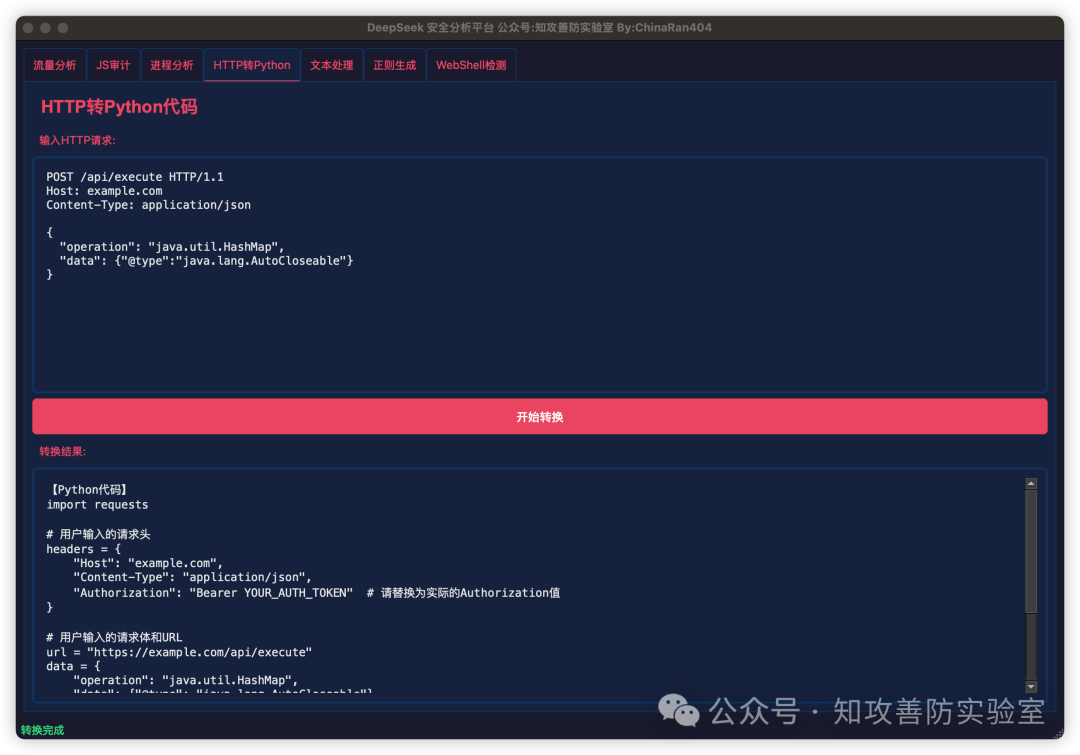 DeepSeek 安全分析平台 公众号:知攻善防实验室 By:ChinaRan404
流量分析 JS审计 进程分析 HTTP转Python 文本处理 正则生成 WebShell检测
HTTP转Python代码
输入HTTP请求:
POST /api/execute HTTP/1.1
Host: example.com
Content-Type: application/json
{
"operation": "java.util.HashMap",
"data": {"@type":"java.lang.AutoCloseable"}
}
开始转换
转换结果:
【Python代码】
import requests
# 用户输入的请求头
headers = {
"Host": "example.com",
"Content-Type": "application/json",
"Authorization": "Bearer YOUR_AUTH_TOKEN"  # 请替换为实际的Authorization值
}
# 用户输入的请求体和URL
url = "https://example.com/api/execute"
data = {
"operation": "java.util.HashMap",
"data": {"@type": "java.lang.AutoCloseable"}
公众号 · 知攻善防实验室
转换完成